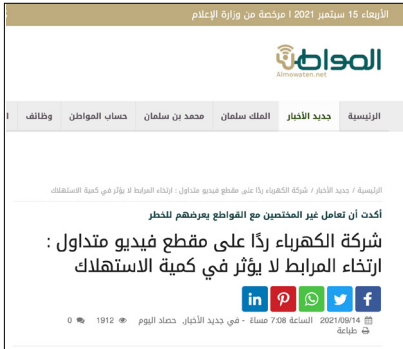 الأربعاء 15 سبتمبر 2021 | مرخصة من وزارة الإعلام
المواطن
Almowaten.net
الرئيسية جديد الأخبار الملك سلمان محمد بن سلمان حساب المواطن وظائف
الرئيسية / جديد الأخبار / شركة الكهرباء ردًا على مقطع فيديو متداول : ارتخاء المرابط لا يؤثر في كمية الاستهلاك
أكدت أن تعامل غير المختصين مع القواطع يعرضهم للخطر
شركة الكهرباء ردًا على مقطع فيديو متداول :
ارتخاء المرابط لا يؤثر في كمية الاستهلاك
2021/09/14 الساعة 7:08 مساءً - في جديد الأخبار, حصاد اليوم 1912 0
طباعة